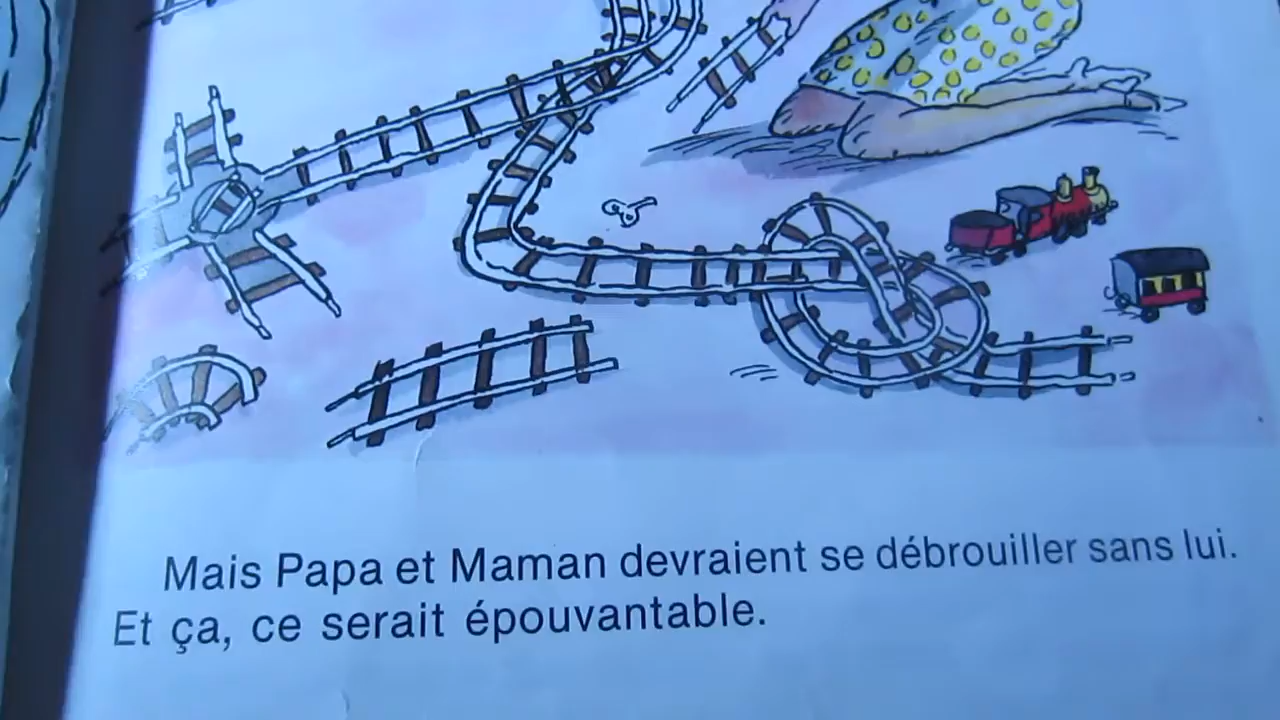 Mais Papa et Maman devraient se débrouiller sans lui.
Et ça, ce serait épouvantable.